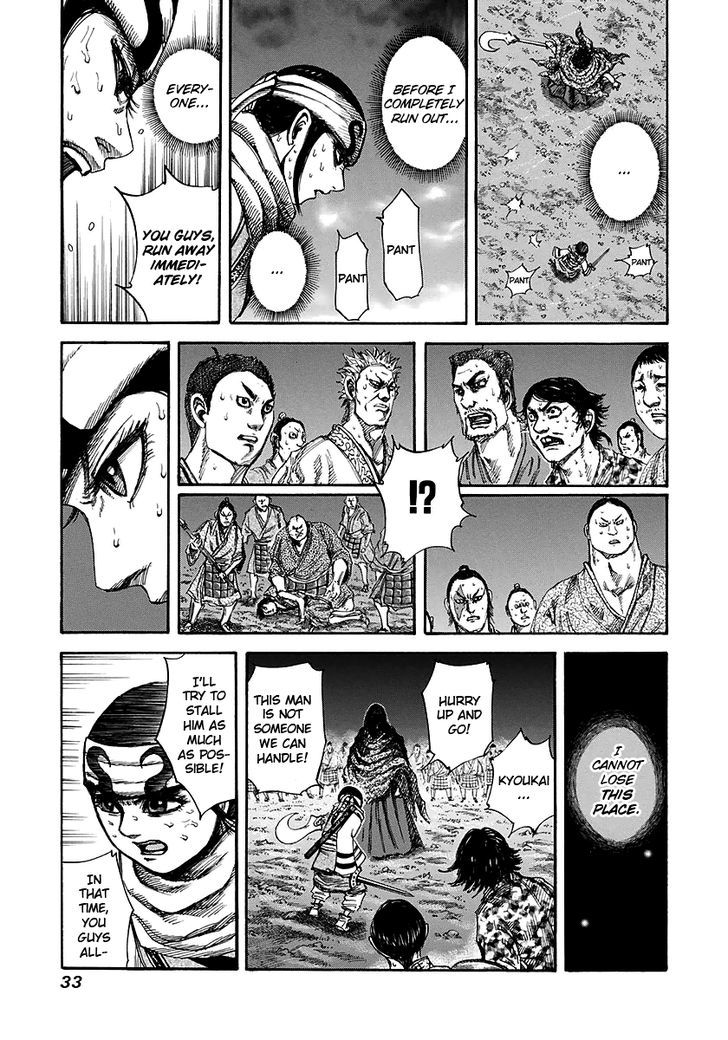 ...
PANT
PANT
BEFORE I
COMPLETELY
RUN OUT...
PANT
PANT
...
EVERY-
ONE...
YOU GUYS,
RUN AWAY
IMMEDI-
ATELY!
!?
I
CANNOT
LOSE
THIS
PLACE.
HURRY
UP AND
GO!
KYOUKAI
...
THIS MAN
IS NOT
SOMEONE
WE CAN
HANDLE!
I'LL
TRY TO
STALL
HIM AS
MUCH
AS POS-
SIBLE!
IN
THAT
TIME,
YOU
GUYS
ALL-
33